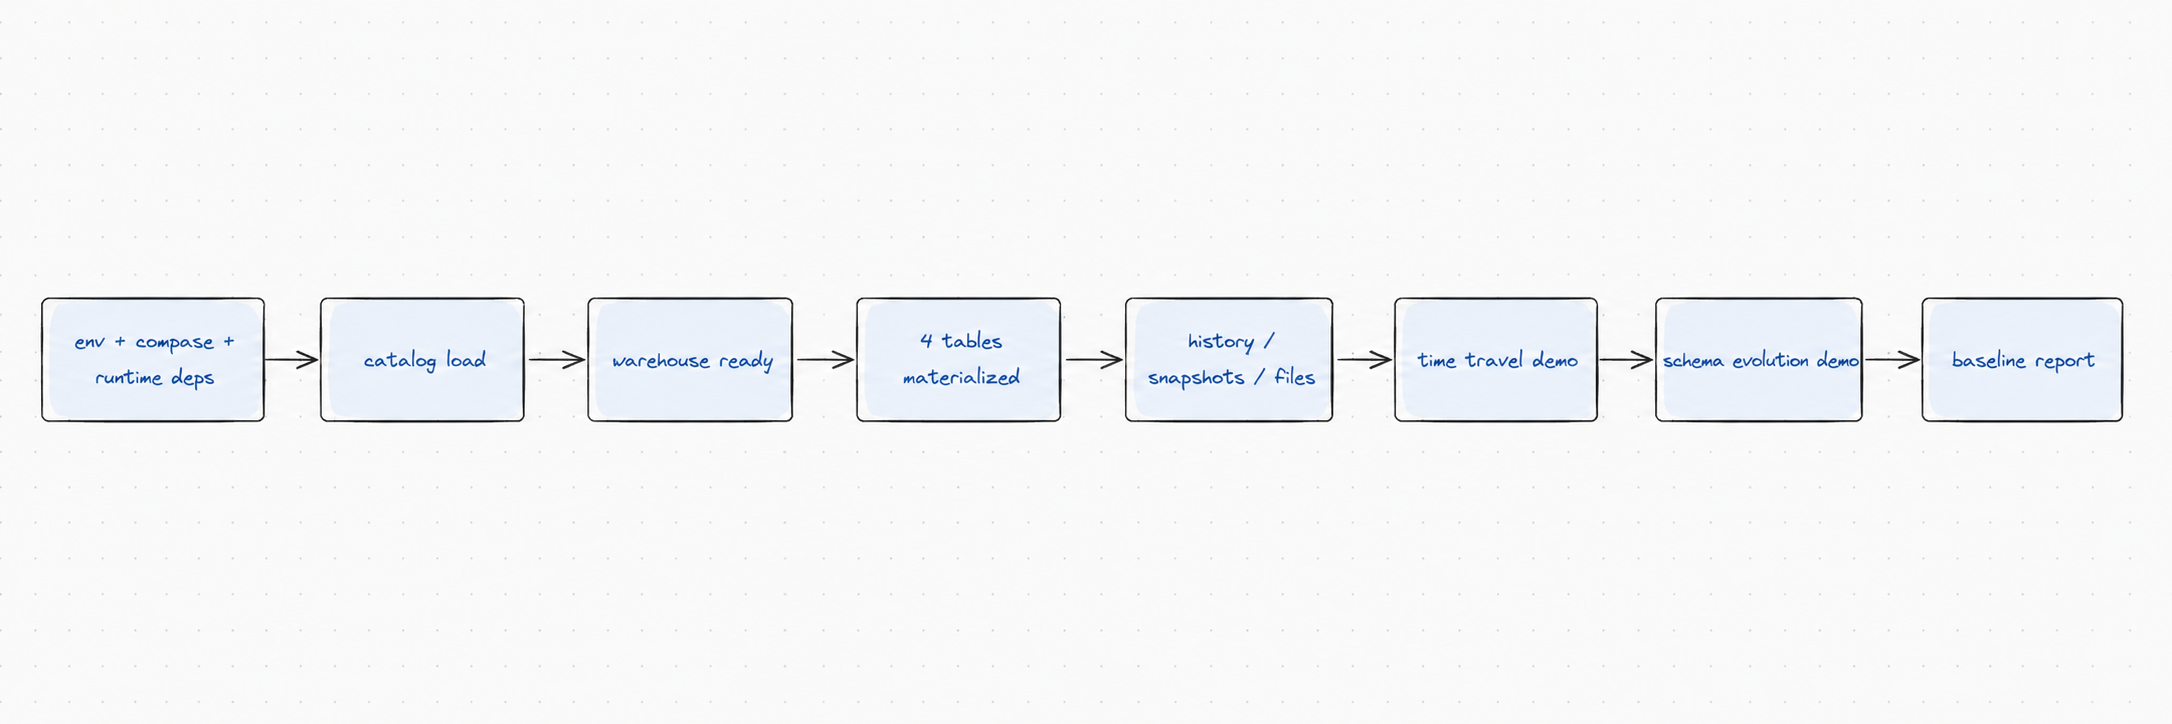 env + compase +
runtime deps
catalog load
warehouse ready
4 tables
materialized
history /
snapshots / files
time travel demo
schema evolution demo
baseline report